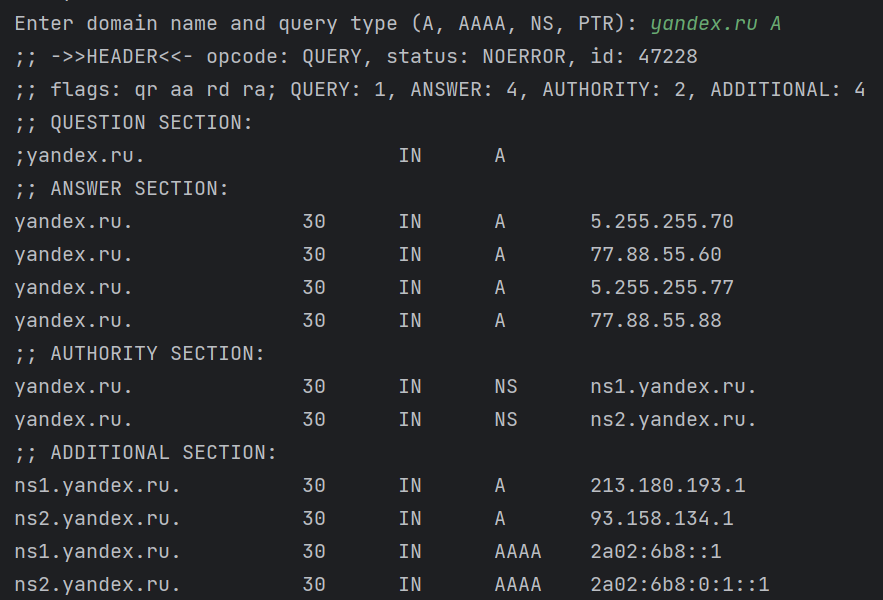 Enter domain name and query type (A, AAAA, NS, PTR): yandex.ru A
;; ->>HEADER<<- opcode: QUERY, status: NOERROR, id: 47228
;; flags: qr aa rd ra; QUERY: 1, ANSWER: 4, AUTHORITY: 2, ADDITIONAL: 4
;; QUESTION SECTION:
;yandex.ru.                     IN      A
;; ANSWER SECTION:
yandex.ru.              30      IN      A       5.255.255.70
yandex.ru.              30      IN      A       77.88.55.60
yandex.ru.              30      IN      A       5.255.255.77
yandex.ru.              30      IN      A       77.88.55.88
;; AUTHORITY SECTION:
yandex.ru.              30      IN      NS      ns1.yandex.ru.
yandex.ru.              30      IN      NS      ns2.yandex.ru.
;; ADDITIONAL SECTION:
ns1.yandex.ru.          30      IN      A       213.180.193.1
ns2.yandex.ru.          30      IN      A       93.158.134.1
ns1.yandex.ru.          30      IN      AAAA    2a02:6b8::1
ns2.yandex.ru.          30      IN      AAAA    2a02:6b8:0:1::1